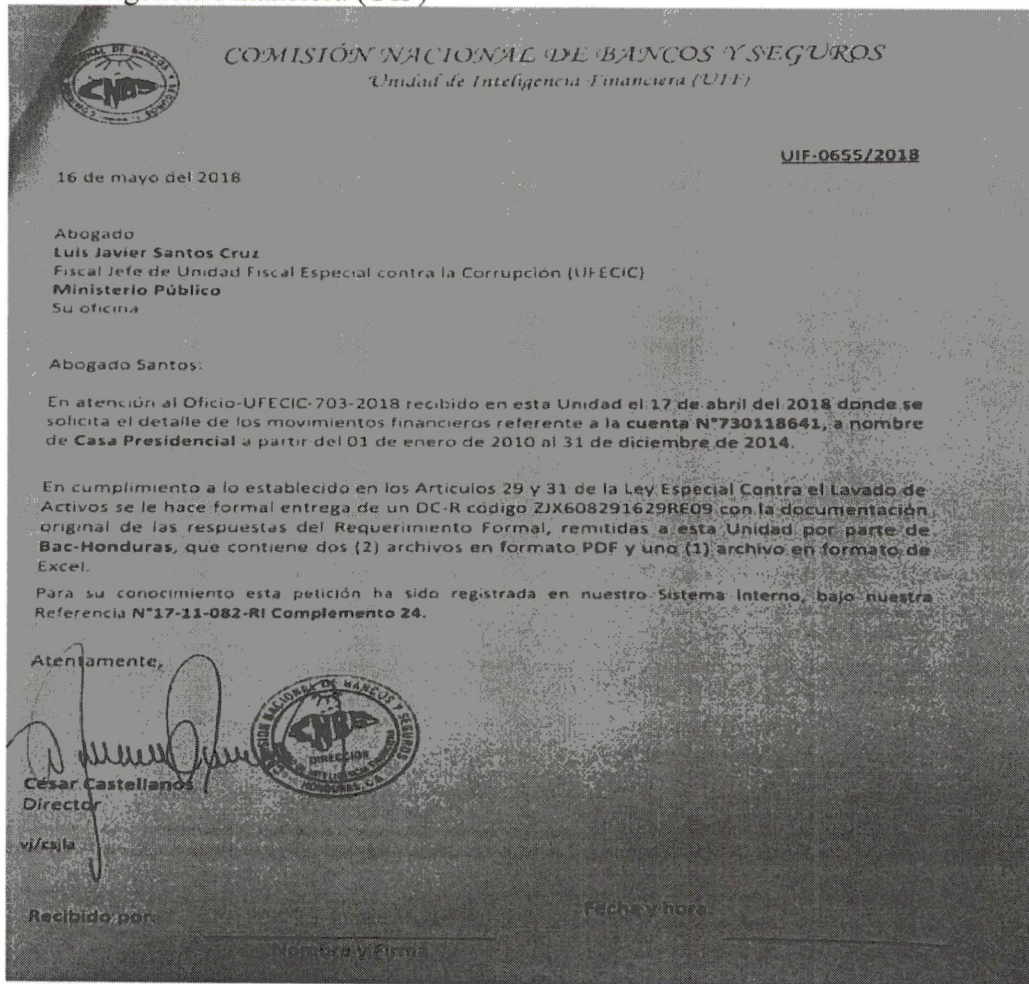 COMISIÓN NACIONAL DE BANCOS Y SEGUROS
Unidad de Inteligencia Financiera (UIF)
CNBS
UIF-0655/2018
16 de mayo del 2018
Abogado
Luis Javier Santos Cruz
Fiscal Jefe de Unidad Fiscal Especial contra la Corrupción (UFECIC)
Ministerio Público
Su oficina
Abogado Santos:
En atención al Oficio-UFECIC-703-2018 recibido en esta Unidad el 17 de abril del 2018 donde se
solicita el detalle de los movimientos financieros referente a la cuenta N°730118641, a nombre
de Casa Presidencial a partir del 01 de enero de 2010 al 31 de diciembre de 2014.
En cumplimiento a lo establecido en los Artículos 29 y 31 de la Ley Especial Contra el Lavado de
Activos se le hace formal entrega de un DC-R código ZJX608291629RE09 con la documentación
original de las respuestas del Requerimiento Formal, remitidas a esta Unidad por parte de
Bac-Honduras, que contiene dos (2) archivos en formato PDF y uno (1) archivo en formato de
Excel.
Para su conocimiento esta petición ha sido registrada en nuestro Sistema Interno, bajo nuestra
Referencia N°17-11-082-RI Complemento 24.
Atentamente,
CNBS
DIRECCION
HONDURAS, C.A.
César Castellanos
Director
vj/csjla
Recibido por:
Fecha y hora:
Nombre y Firma